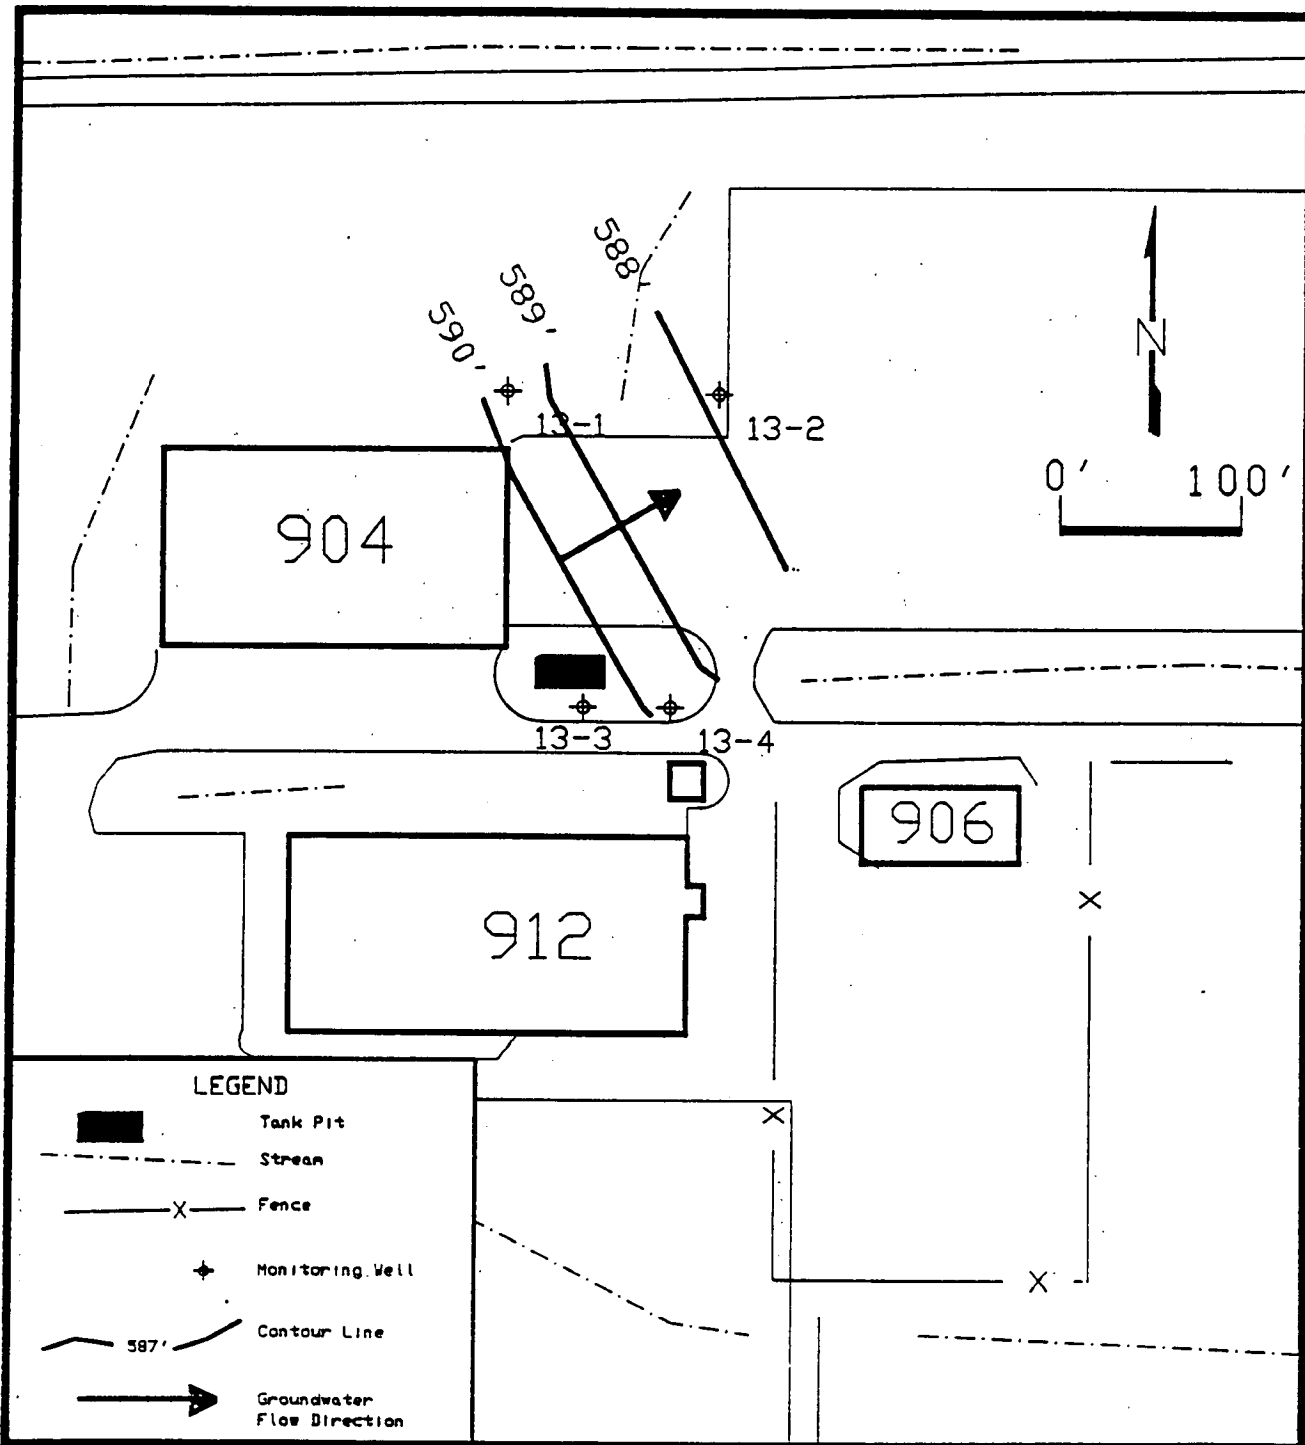 588'
589'
590'
N
13-1
13-2
0' 100'
904
13-3
13-4
906
912
LEGEND
Tank Pit
Stream
X Fence
Monitoring Well
587' Contour Line
Groundwater
Flow Direction
X
X
X